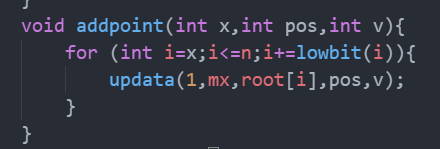 }
void addpoint(int x,int pos,int v){
    for (int i=x;i<=n;i+=lowbit(i)){
        updata(1,mx,root[i],pos,v);
    }
}